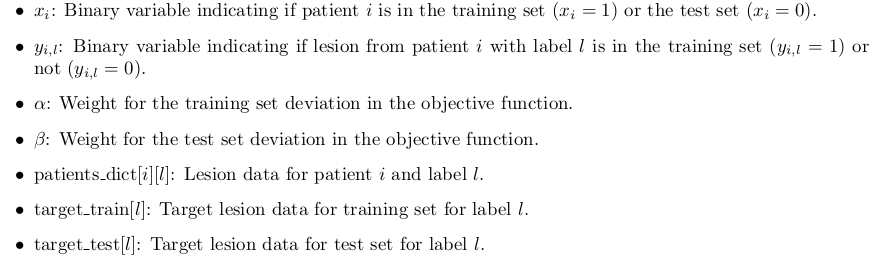 • x_i: Binary variable indicating if patient i is in the training set (x_i = 1) or the test set (x_i = 0).
• y_{i,l}: Binary variable indicating if lesion from patient i with label l is in the training set (y_{i,l} = 1) or
not (y_{i,l} = 0).
• α: Weight for the training set deviation in the objective function.
• β: Weight for the test set deviation in the objective function.
• patients_dict[i][l]: Lesion data for patient i and label l.
• target_train[l]: Target lesion data for training set for label l.
• target_test[l]: Target lesion data for test set for label l.